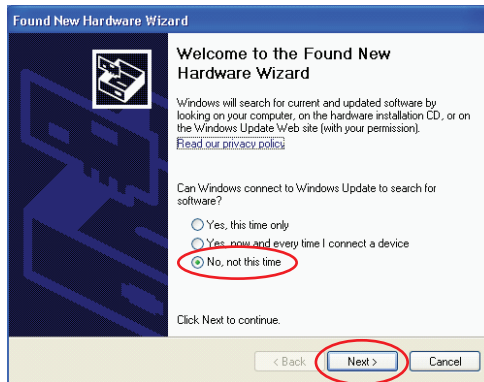 Found New Hardware Wizard
Welcome to the Found New
Hardware Wizard
Windows will search for current and updated software by
looking on your computer, on the hardware installation CD, or on
the Windows Update Web site (with your permission).
Read our privacy policy
Can Windows connect to Windows Update to search for
software?
Yes, this time only
Yes, now and every time I connect a device
No, not this time
Click Next to continue.
< Back
Next >
Cancel